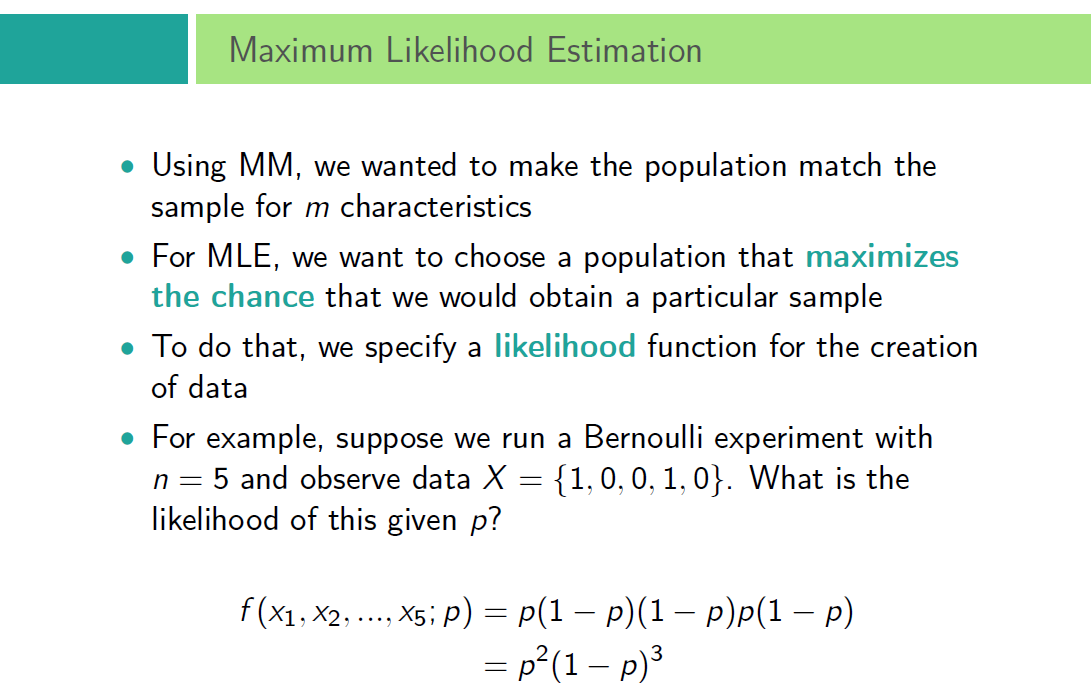 Maximum Likelihood Estimation
• Using MM, we wanted to make the population match the
sample for m characteristics
• For MLE, we want to choose a population that maximizes
the chance that we would obtain a particular sample
• To do that, we specify a likelihood function for the creation
of data
• For example, suppose we run a Bernoulli experiment with
n = 5 and observe data X = {1, 0, 0, 1, 0}. What is the
likelihood of this given p?
f(x₁, x₂, ..., x₅; p) = p(1 − p)(1 − p)p(1 − p)
= p²(1 − p)³